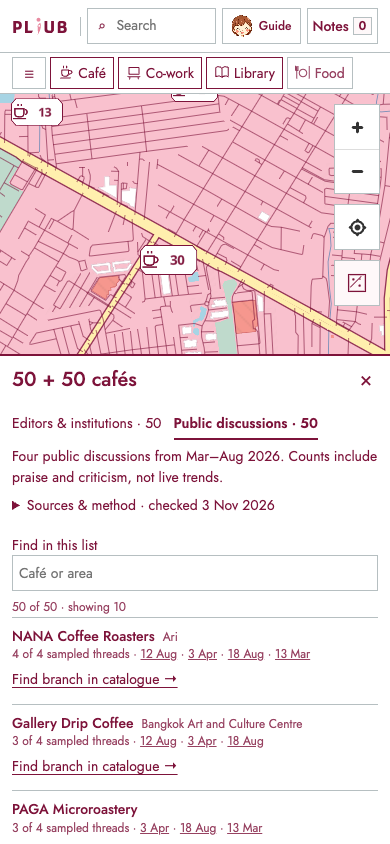 PLIUB
Search
Guide
Notes 0
Café
Co-work
Library
Food
13
30
50 + 50 cafés
Editors & institutions · 50
Public discussions · 50
Four public discussions from Mar–Aug 2026. Counts include
praise and criticism, not live trends.
▶ Sources & method · checked 3 Nov 2026
Find in this list
Café or area
50 of 50 · showing 10
NANA Coffee Roasters Ari
4 of 4 sampled threads · 12 Aug · 3 Apr · 18 Aug · 13 Mar
Find branch in catalogue →
Gallery Drip Coffee Bangkok Art and Culture Centre
3 of 4 sampled threads · 12 Aug · 3 Apr · 18 Aug
Find branch in catalogue →
PAGA Microroastery
3 of 4 sampled threads · 3 Apr · 18 Aug · 13 Mar